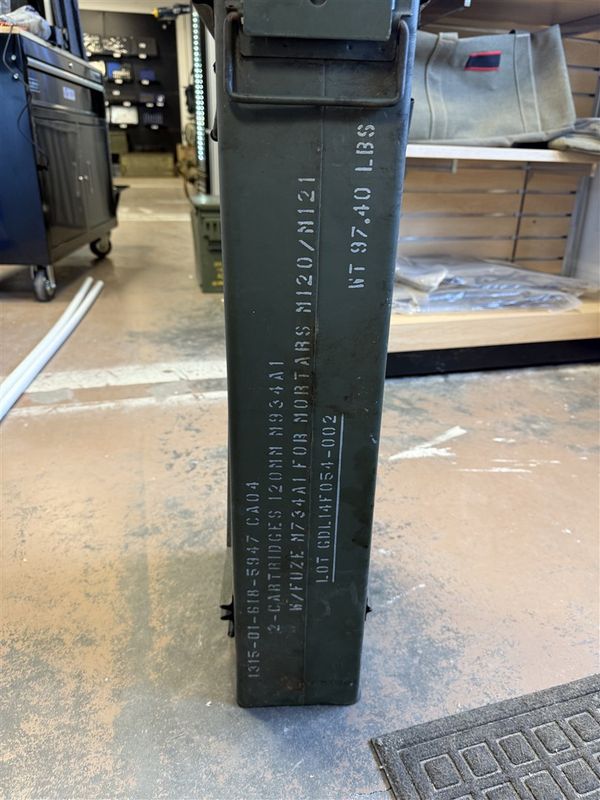 1315-01-618-5947 CA04
2-CARTRIDGES 120MM M934A1
W/FUZE M734A1 FOR MORTARS M120/M121
LOT GDL14F054-002
WT 97.40 LBS